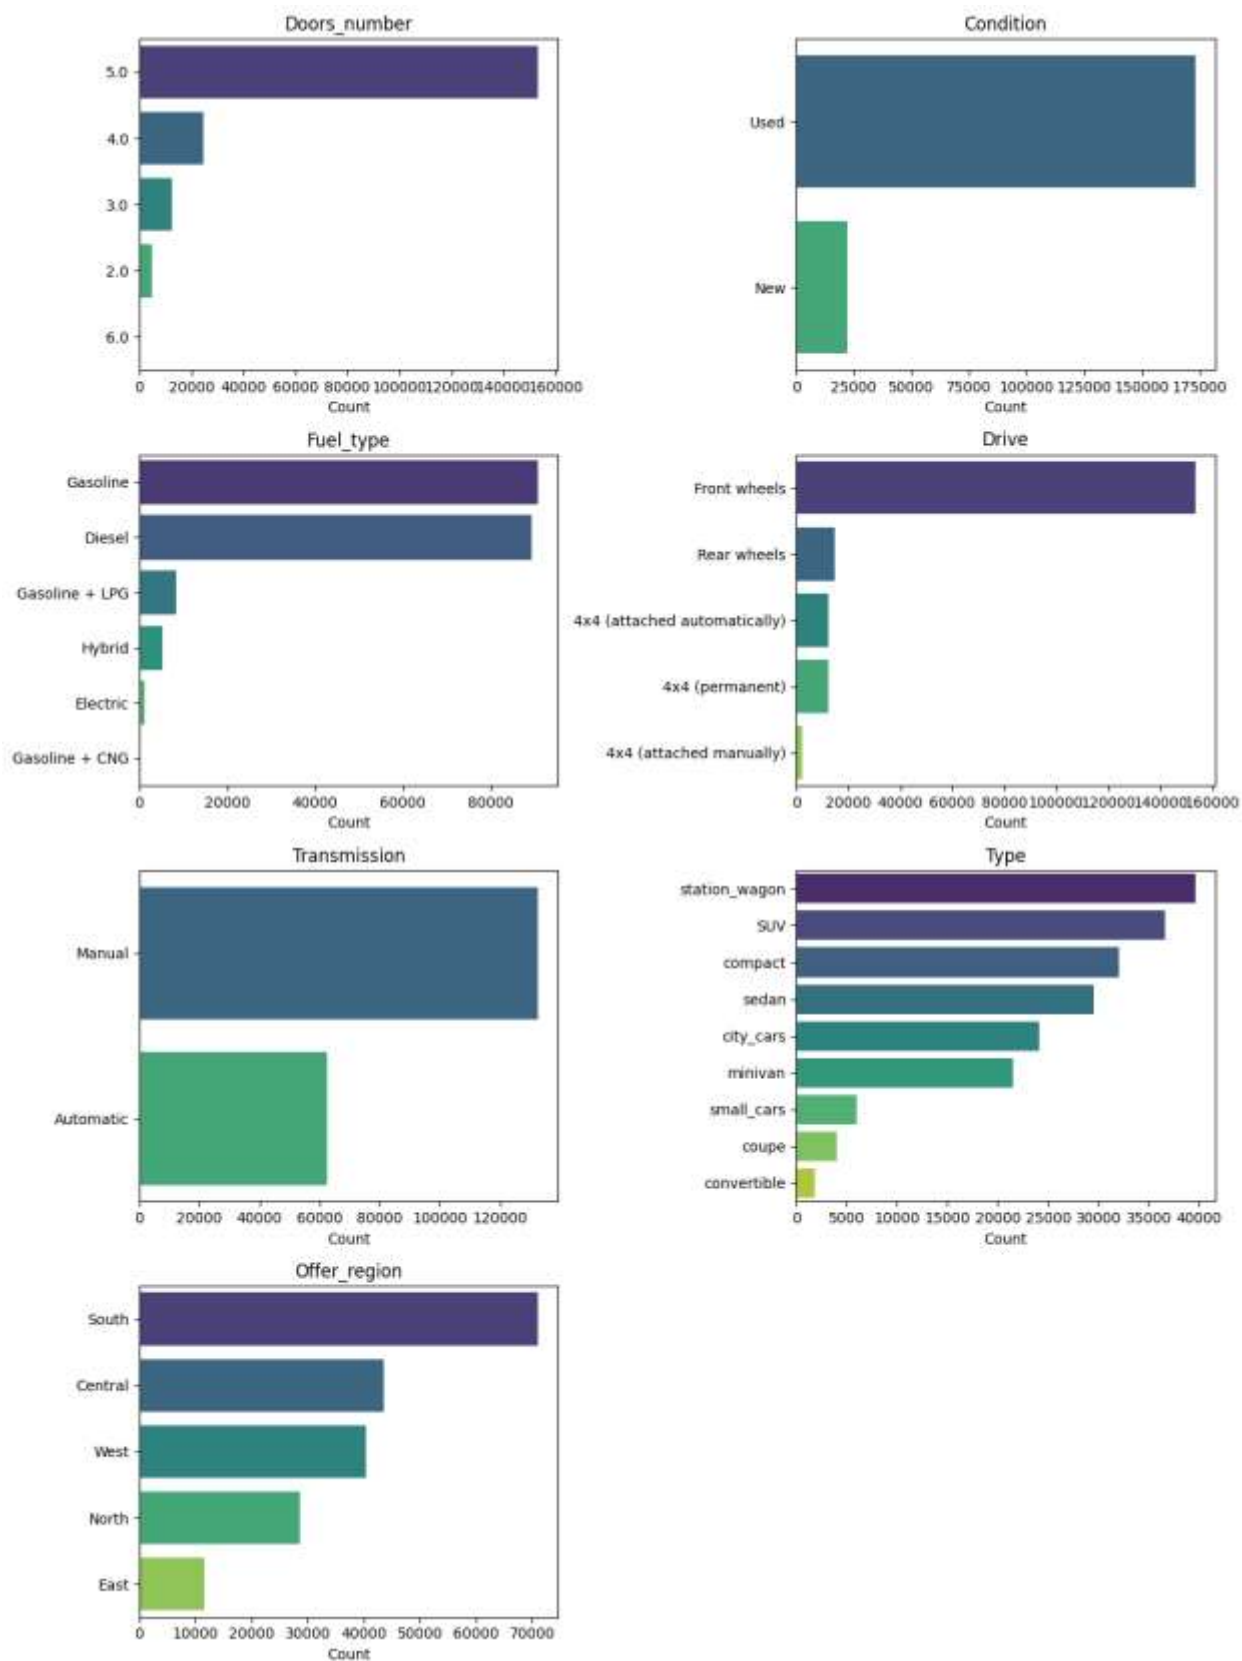 Doors_number
5.0
4.0
3.0
2.0
6.0
0 20000 40000 60000 80000 100000 120000 140000 160000
Count
Condition
Used
New
0 25000 50000 75000 100000 125000 150000 175000
Count
Fuel_type
Gasoline
Diesel
Gasoline + LPG
Hybrid
Electric
Gasoline + CNG
0 20000 40000 60000 80000
Count
Drive
Front wheels
Rear wheels
4x4 (attached automatically)
4x4 (permanent)
4x4 (attached manually)
0 20000 40000 60000 80000 100000 120000 140000 160000
Count
Transmission
Manual
Automatic
0 20000 40000 60000 80000 100000 120000
Count
Type
station_wagon
SUV
compact
sedan
city_cars
minivan
small_cars
coupe
convertible
0 5000 10000 15000 20000 25000 30000 35000 40000
Count
Offer_region
South
Central
West
North
East
0 10000 20000 30000 40000 50000 60000 70000
Count